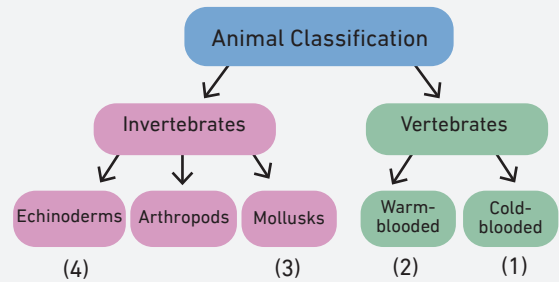 Animal Classification
Invertebrates
Vertebrates
Echinoderms
Arthropods
Mollusks
Warm-
blooded
Cold-
blooded
(4)
(3)
(2)
(1)